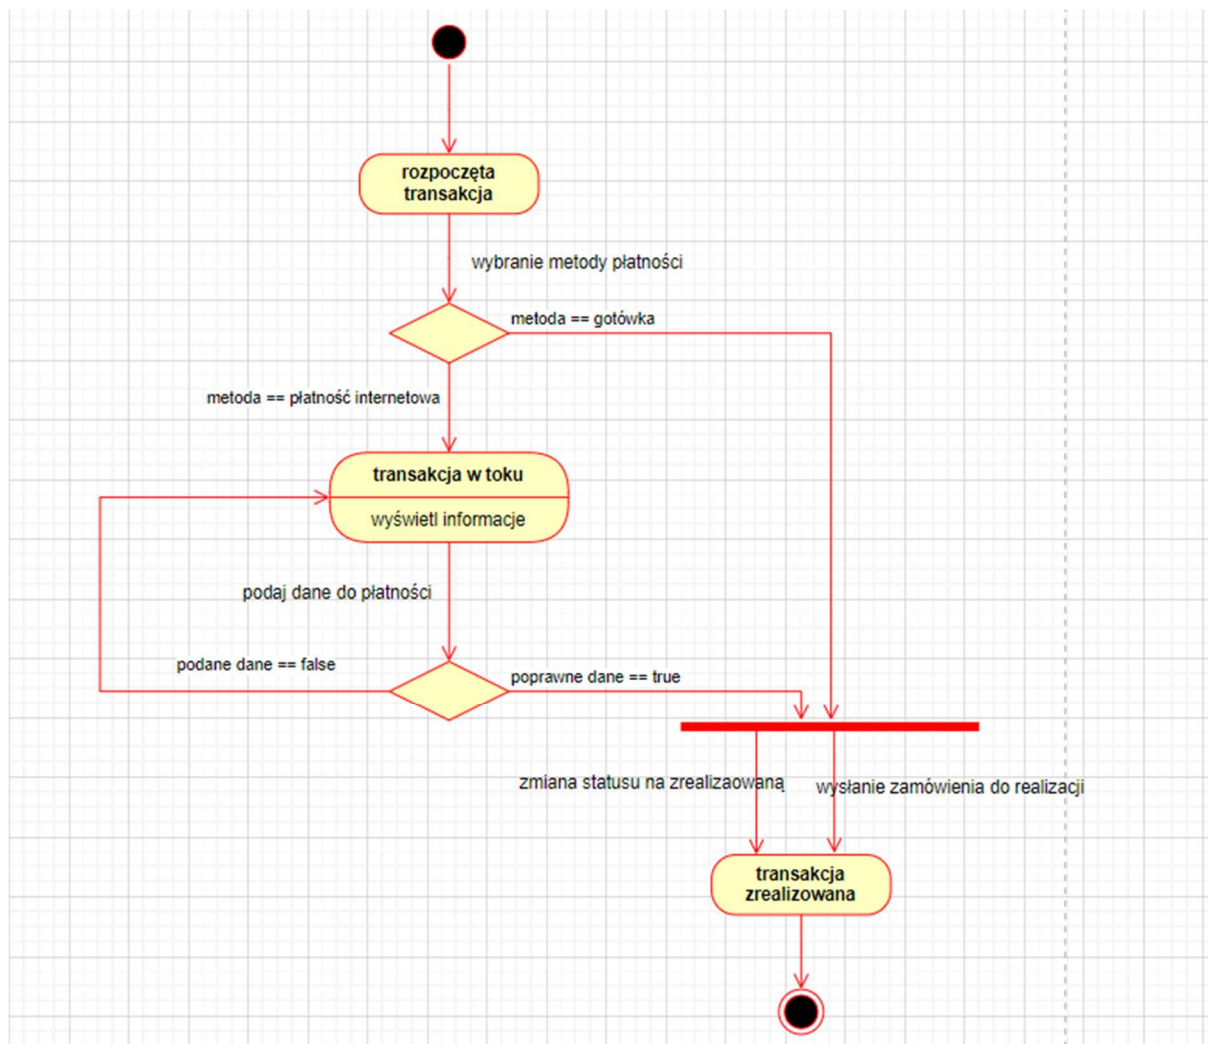 rozpoczęta
transakcja
wybranie metody płatności
metoda == gotówka
metoda == płatność internetowa
transakcja w toku
wyświetl informacje
podaj dane do płatności
podane dane == false
poprawne dane == true
zmiana statusu na zrealizaowaną
wysłanie zamówienia do realizacji
transakcja
zrealizowana